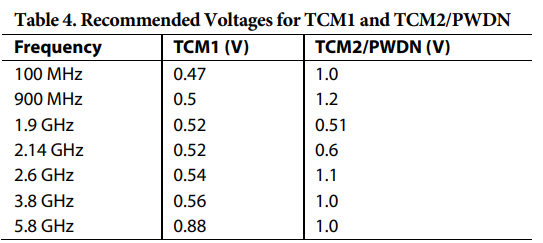 Table 4. Recommended Voltages for TCM1 and TCM2/PWDN
Frequency TCM1 (V) TCM2/PWDN (V)
100 MHz 0.47 1.0
900 MHz 0.5 1.2
1.9 GHz 0.52 0.51
2.14 GHz 0.52 0.6
2.6 GHz 0.54 1.1
3.8 GHz 0.56 1.0
5.8 GHz 0.88 1.0